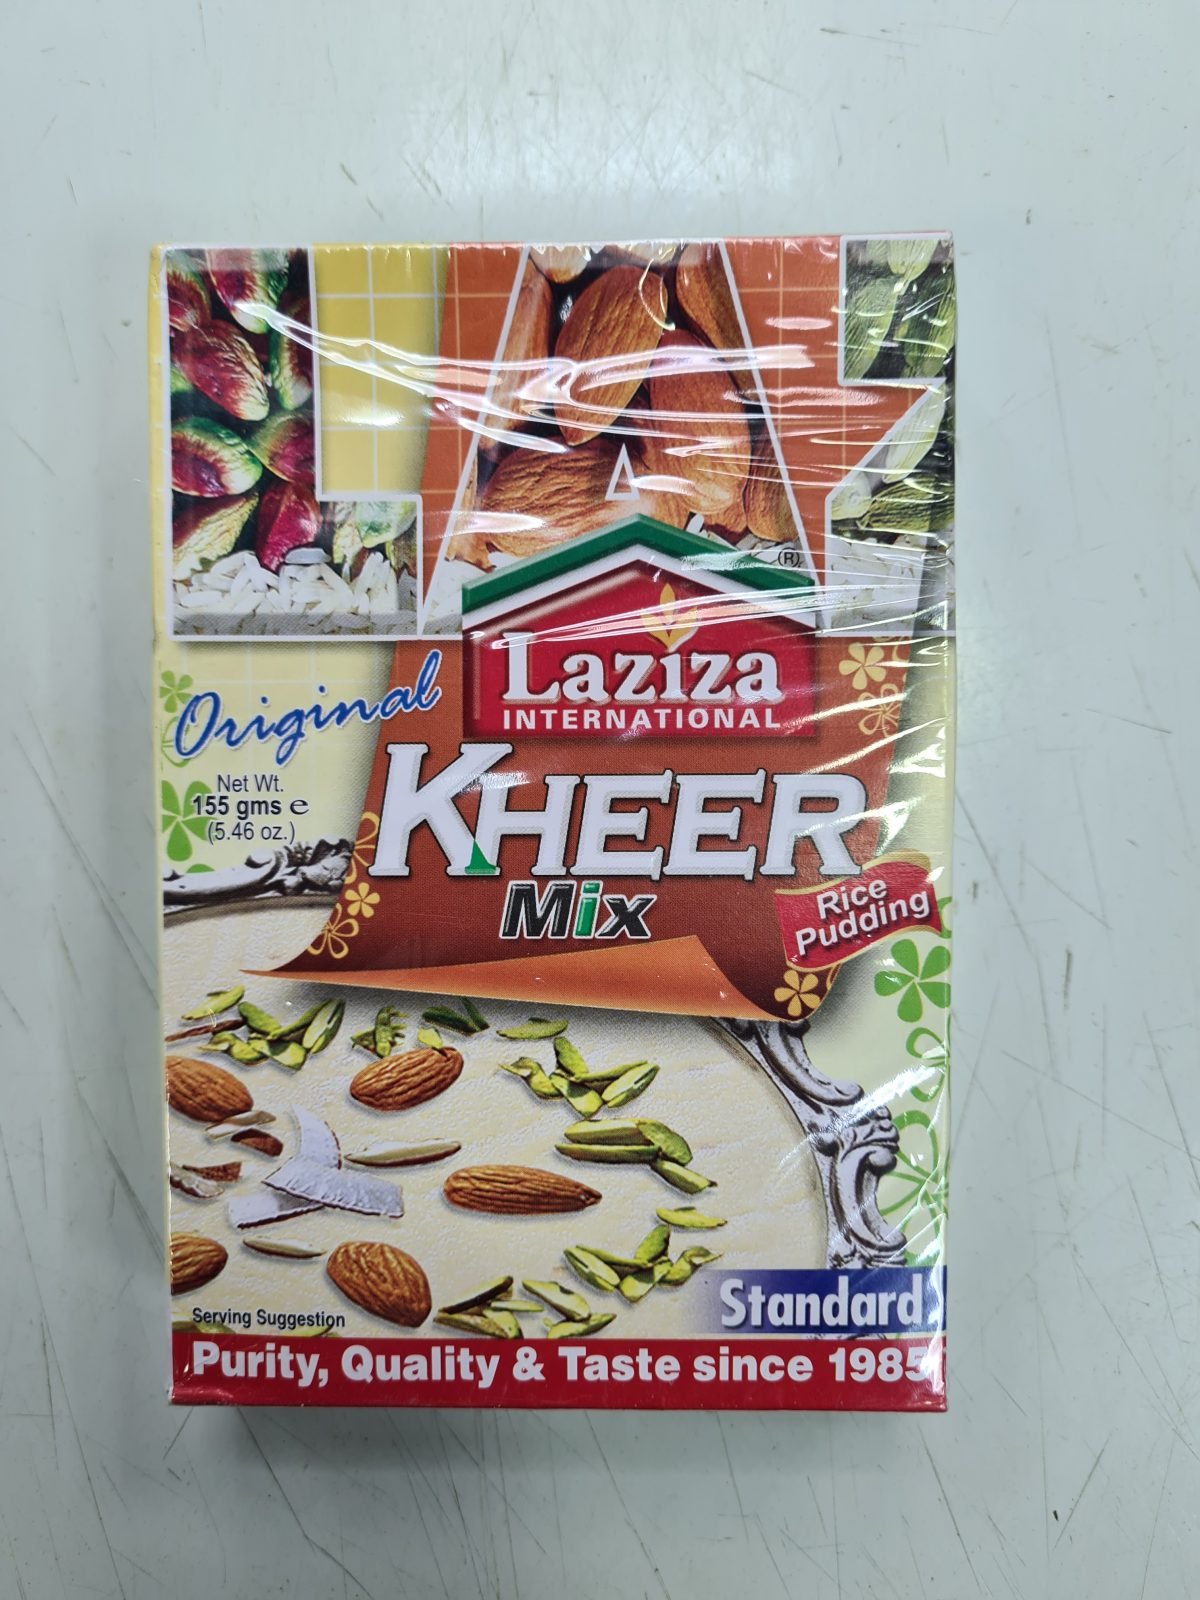 LAZ
®
Laziza
INTERNATIONAL
Original
Net Wt.
155 gms e
(5.46 oz.)
KHEER
Mix
Rice
Pudding
Standard
Serving Suggestion
Purity, Quality & Taste since 1985